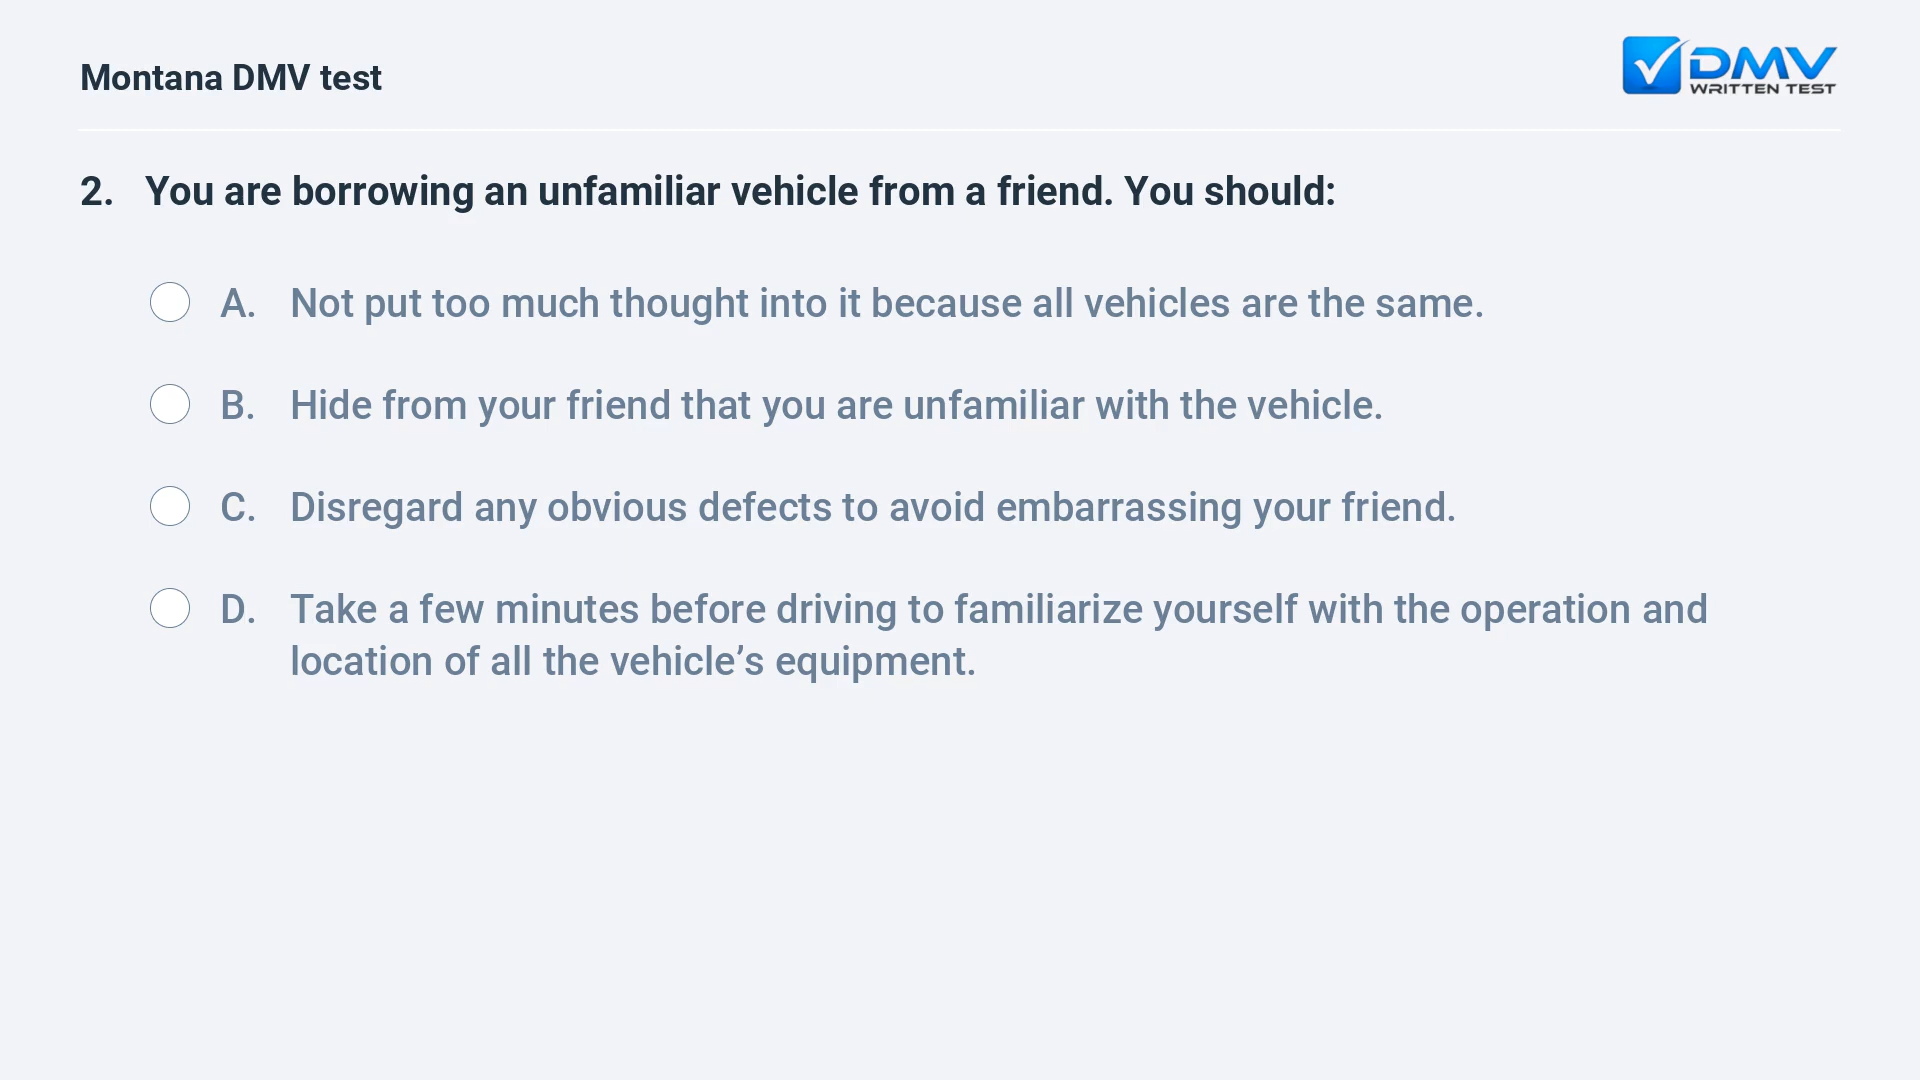 Montana DMV test
DMV
WRITTEN TEST
2. You are borrowing an unfamiliar vehicle from a friend. You should:
A. Not put too much thought into it because all vehicles are the same.
B. Hide from your friend that you are unfamiliar with the vehicle.
C. Disregard any obvious defects to avoid embarrassing your friend.
D. Take a few minutes before driving to familiarize yourself with the operation and
location of all the vehicle’s equipment.